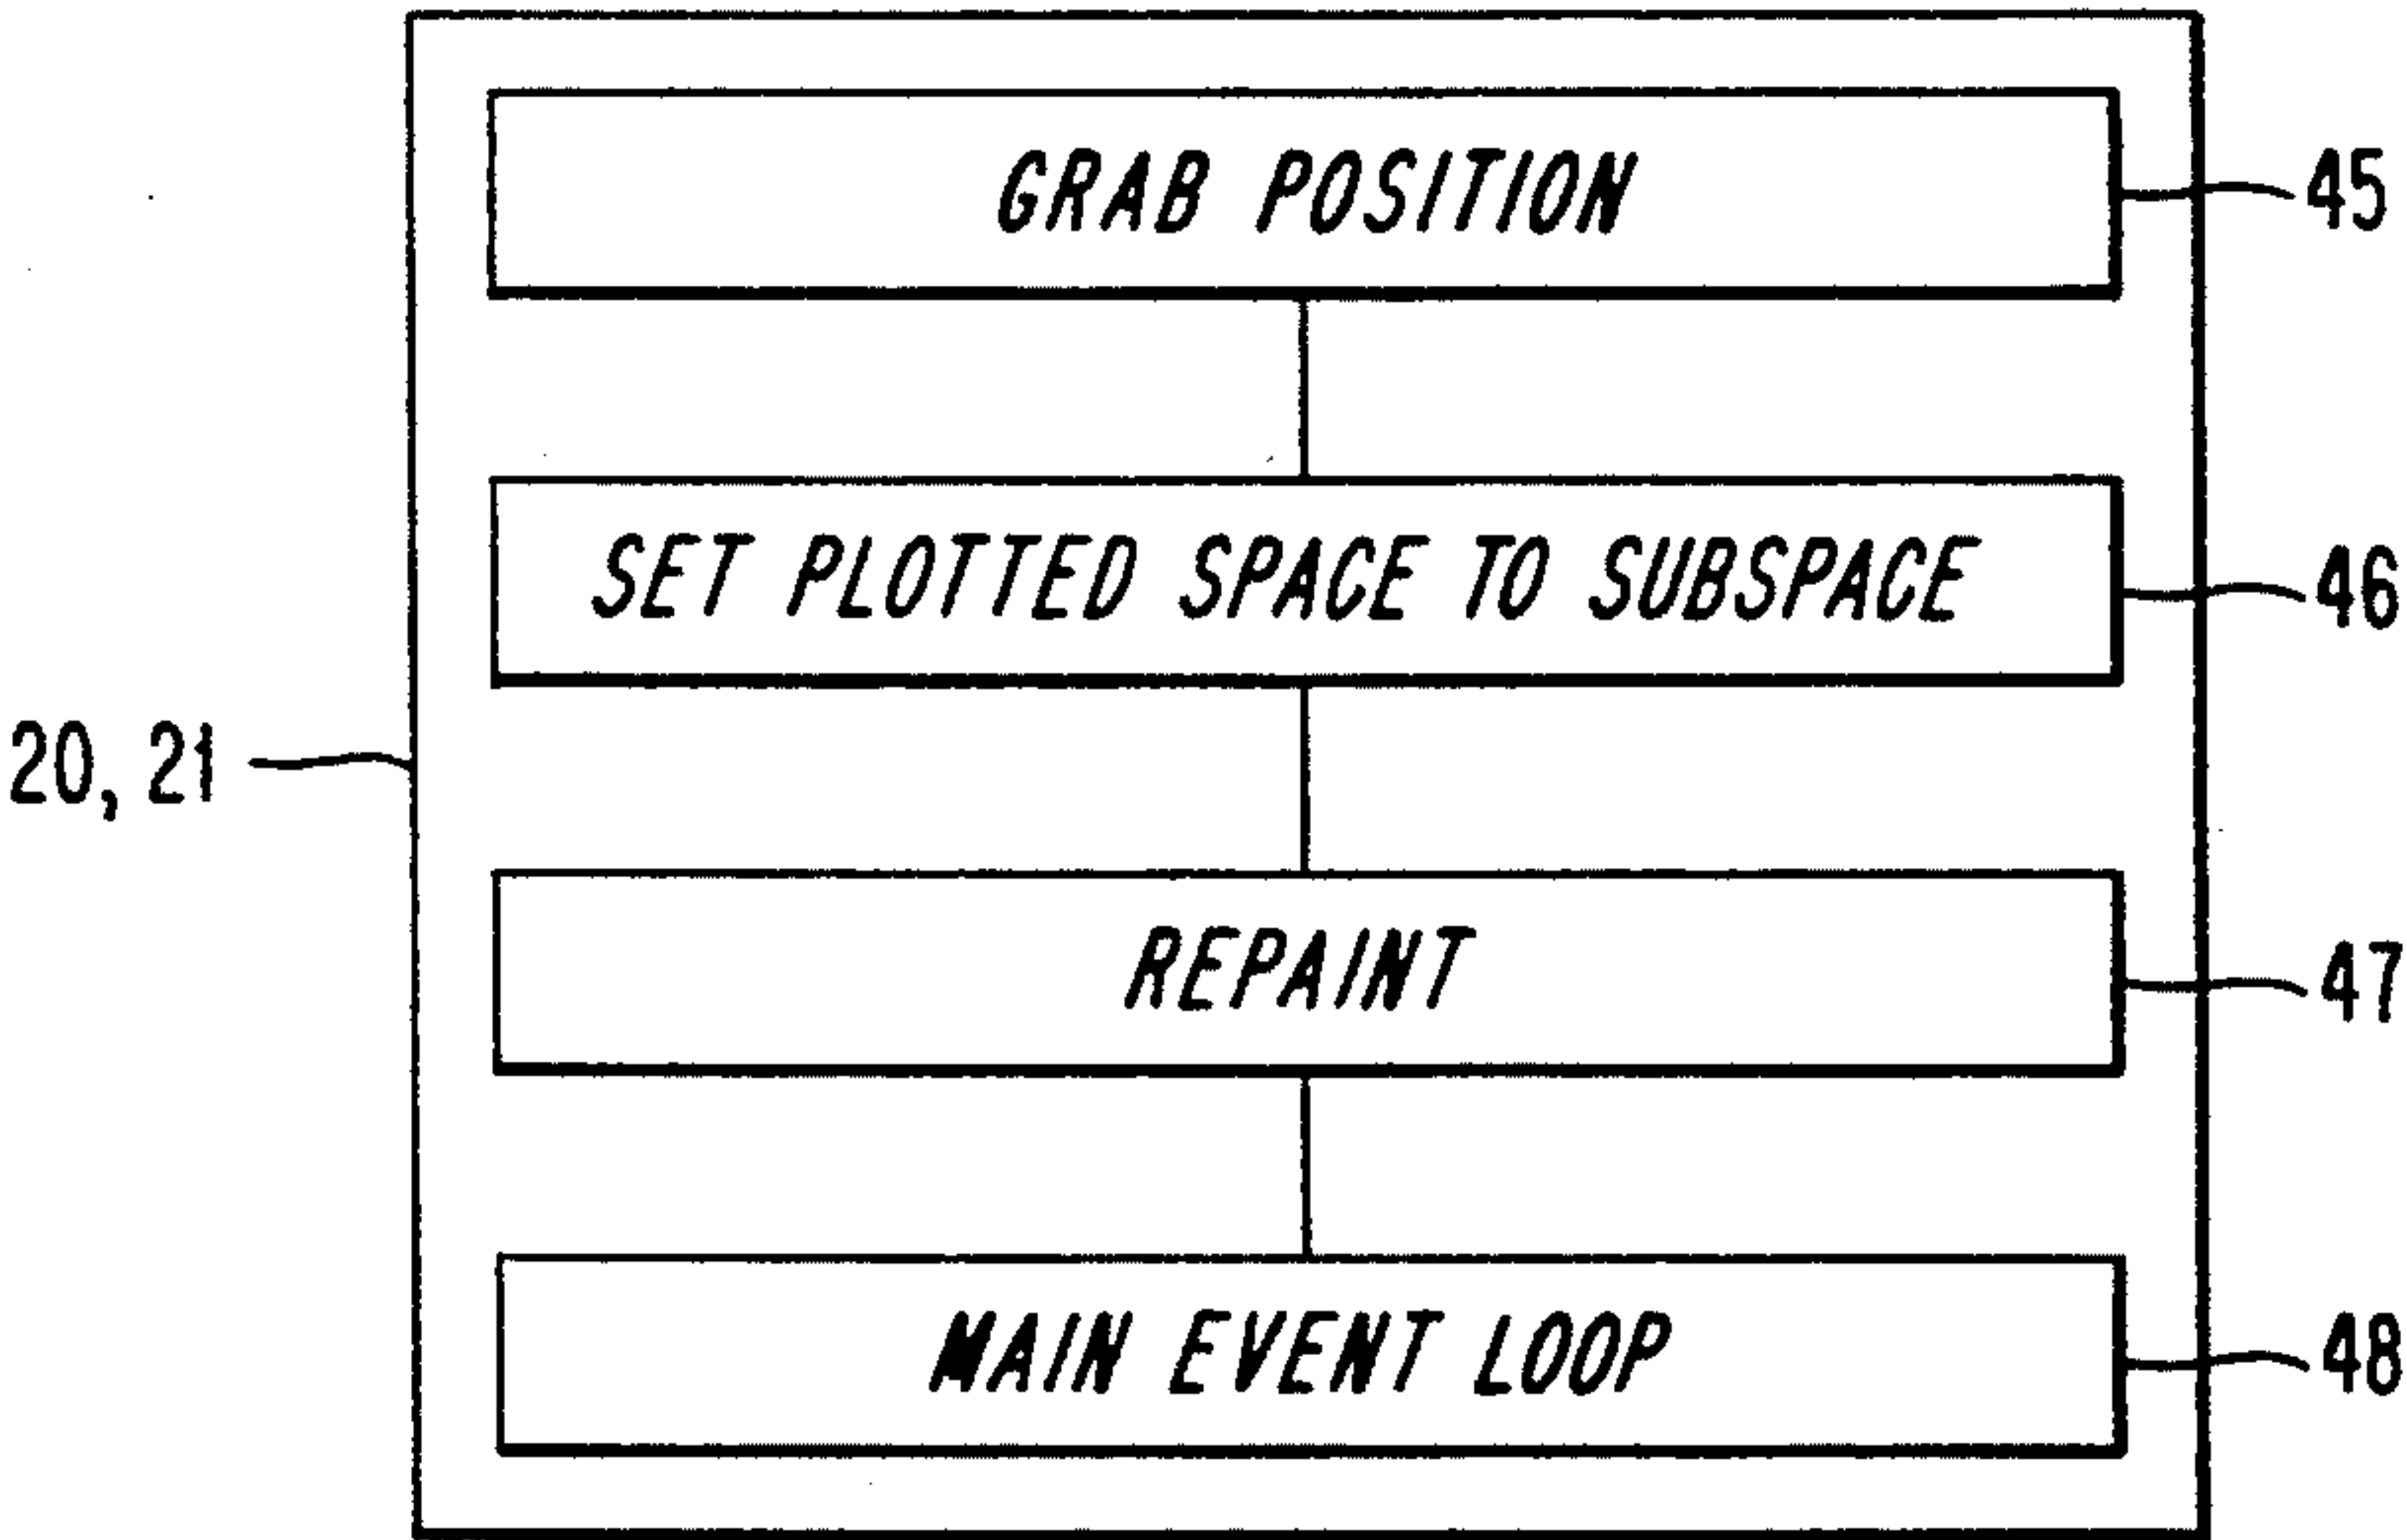 GRAB POSITION
45
SET PLOTTED SPACE TO SUBSPACE
46
20, 21
REPAINT
47
MAIN EVENT LOOP
48